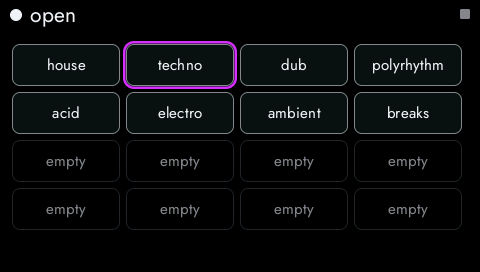 open
house techno dub polyrhythm
acid electro ambient breaks
empty empty empty empty
empty empty empty empty